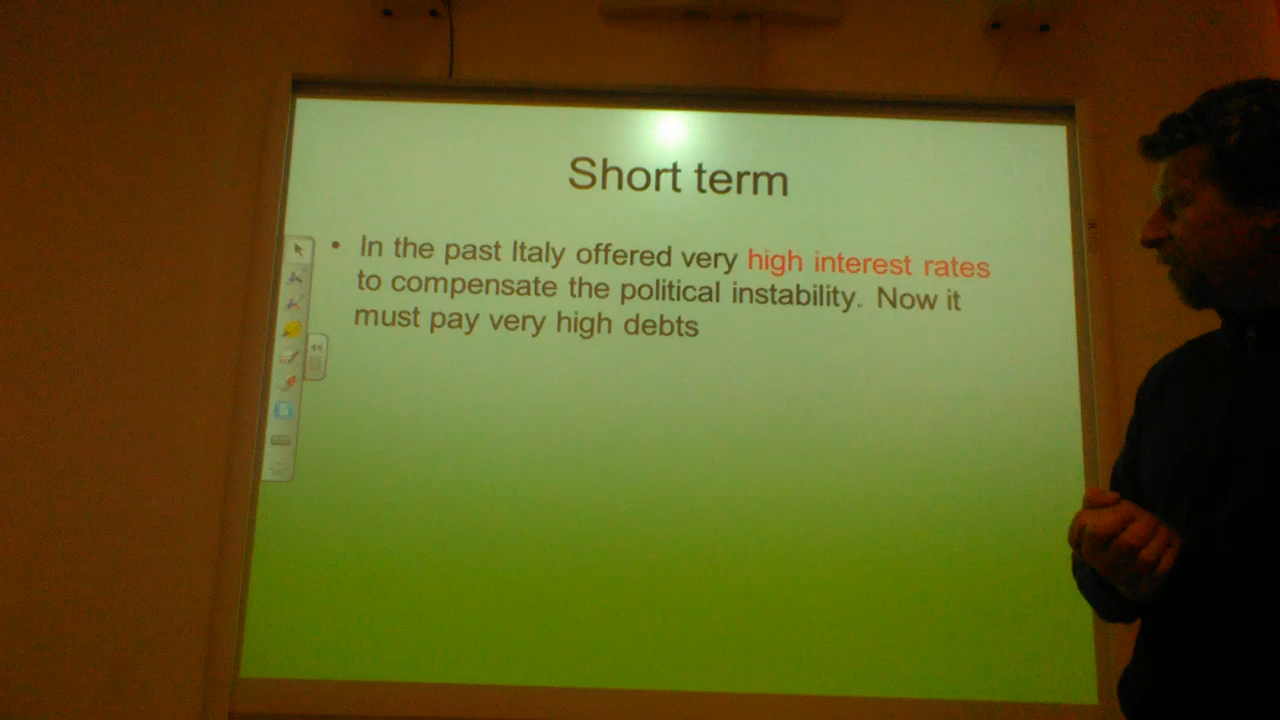 Short term
• In the past Italy offered very high interest rates
to compensate the political instability。Now it
must pay very high debts